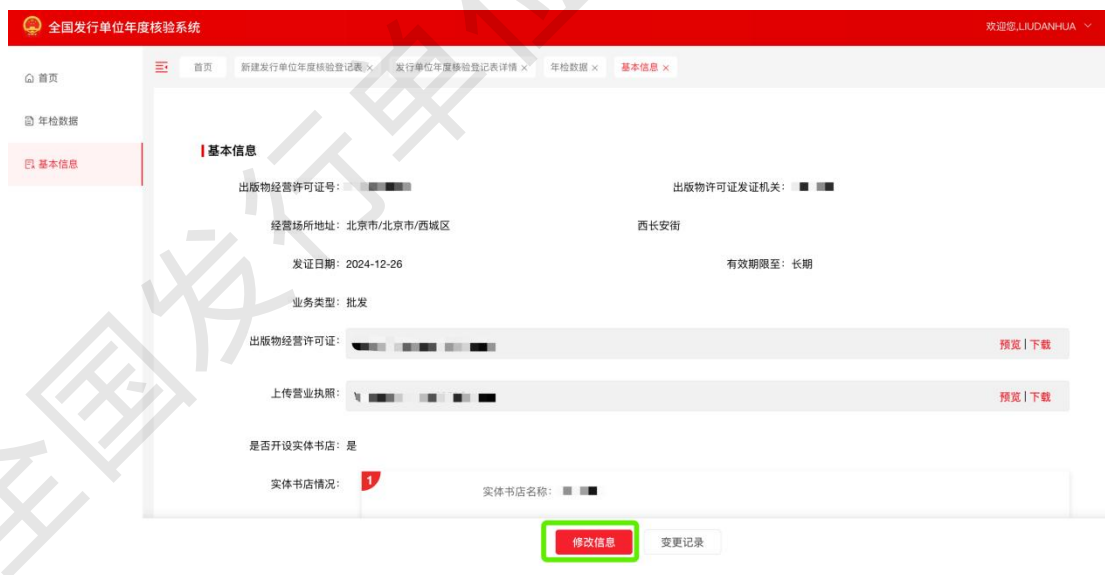 全国发行单位年度核验系统
欢迎您,LIUDANHUA
首页 新建发行单位年度核验登记表 × 发行单位年度核验登记表详情 × 年检数据 × 基本信息 ×
首页
年检数据
基本信息
基本信息
出版物经营许可证号: 出版物许可证发证机关:
经营场所地址: 北京市/北京市/西城区 西长安街
发证日期: 2024-12-26 有效期限至: 长期
业务类型: 批发
出版物经营许可证: 预览 | 下载
上传营业执照: 预览 | 下载
是否开设实体书店: 是
实体书店情况: 1 实体书店名称:
修改信息 变更记录
全国发行单